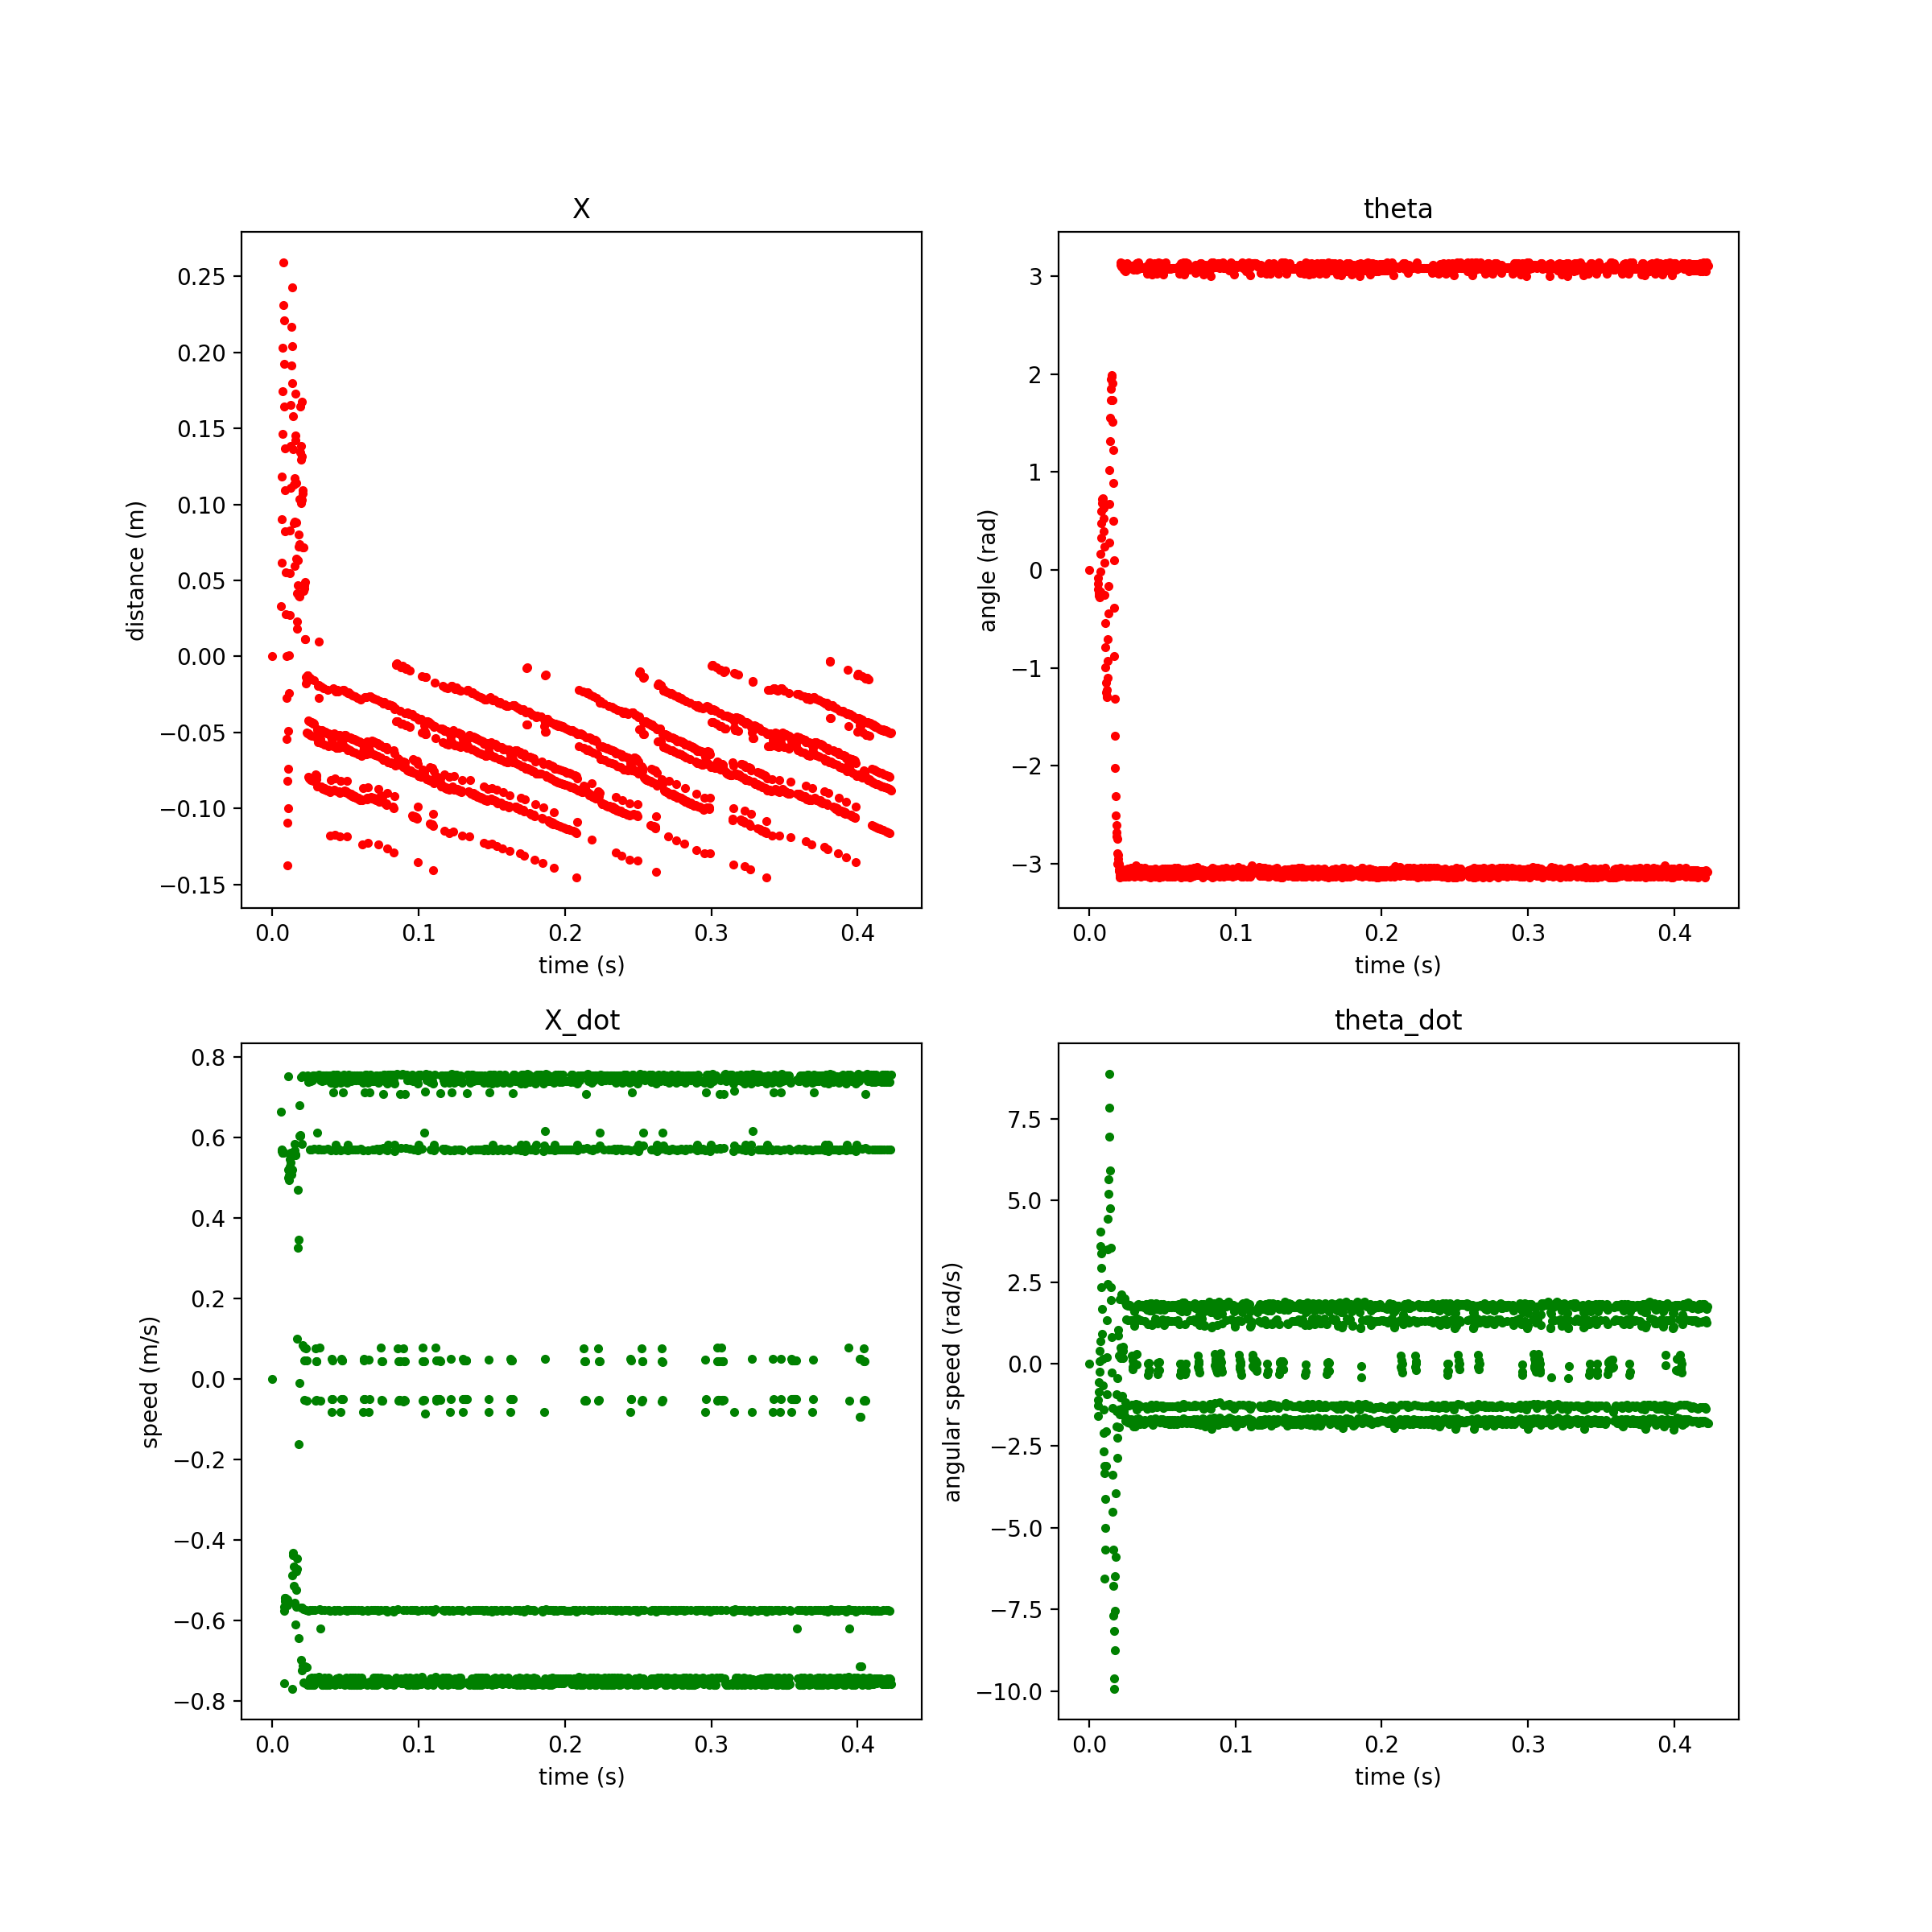 X
0.25
0.20
0.15
0.10
0.05
0.00
−0.05
−0.10
−0.15
distance (m)
0.0 0.1 0.2 0.3 0.4
time (s)
theta
3
2
1
0
−1
−2
−3
angle (rad)
0.0 0.1 0.2 0.3 0.4
time (s)
X_dot
0.8
0.6
0.4
0.2
0.0
−0.2
−0.4
−0.6
−0.8
speed (m/s)
0.0 0.1 0.2 0.3 0.4
time (s)
theta_dot
7.5
5.0
2.5
0.0
−2.5
−5.0
−7.5
−10.0
angular speed (rad/s)
0.0 0.1 0.2 0.3 0.4
time (s)